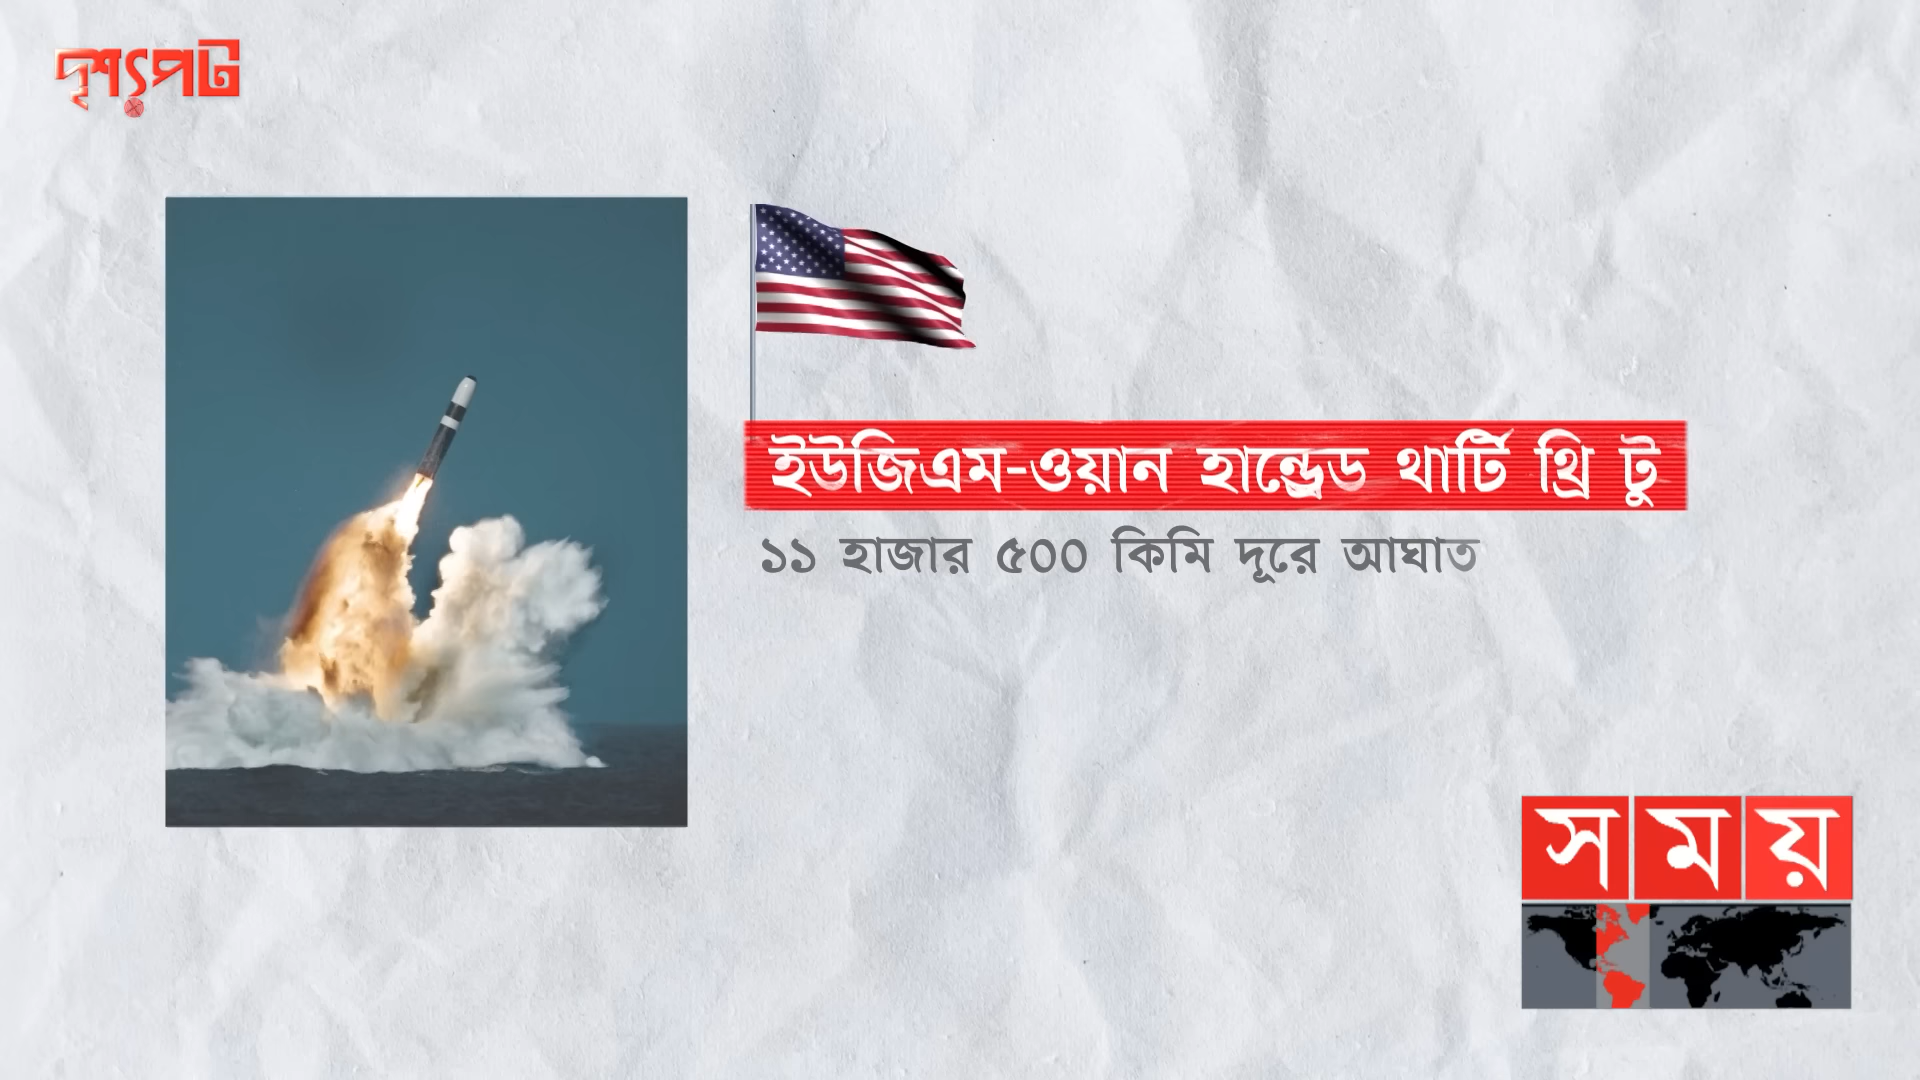 দৃশ্যপট
ইউজিএম-ওয়ান হান্ড্রেড থার্টি থ্রি টু
১১ হাজার ৫০০ কিমি দূরে আঘাত
সময়